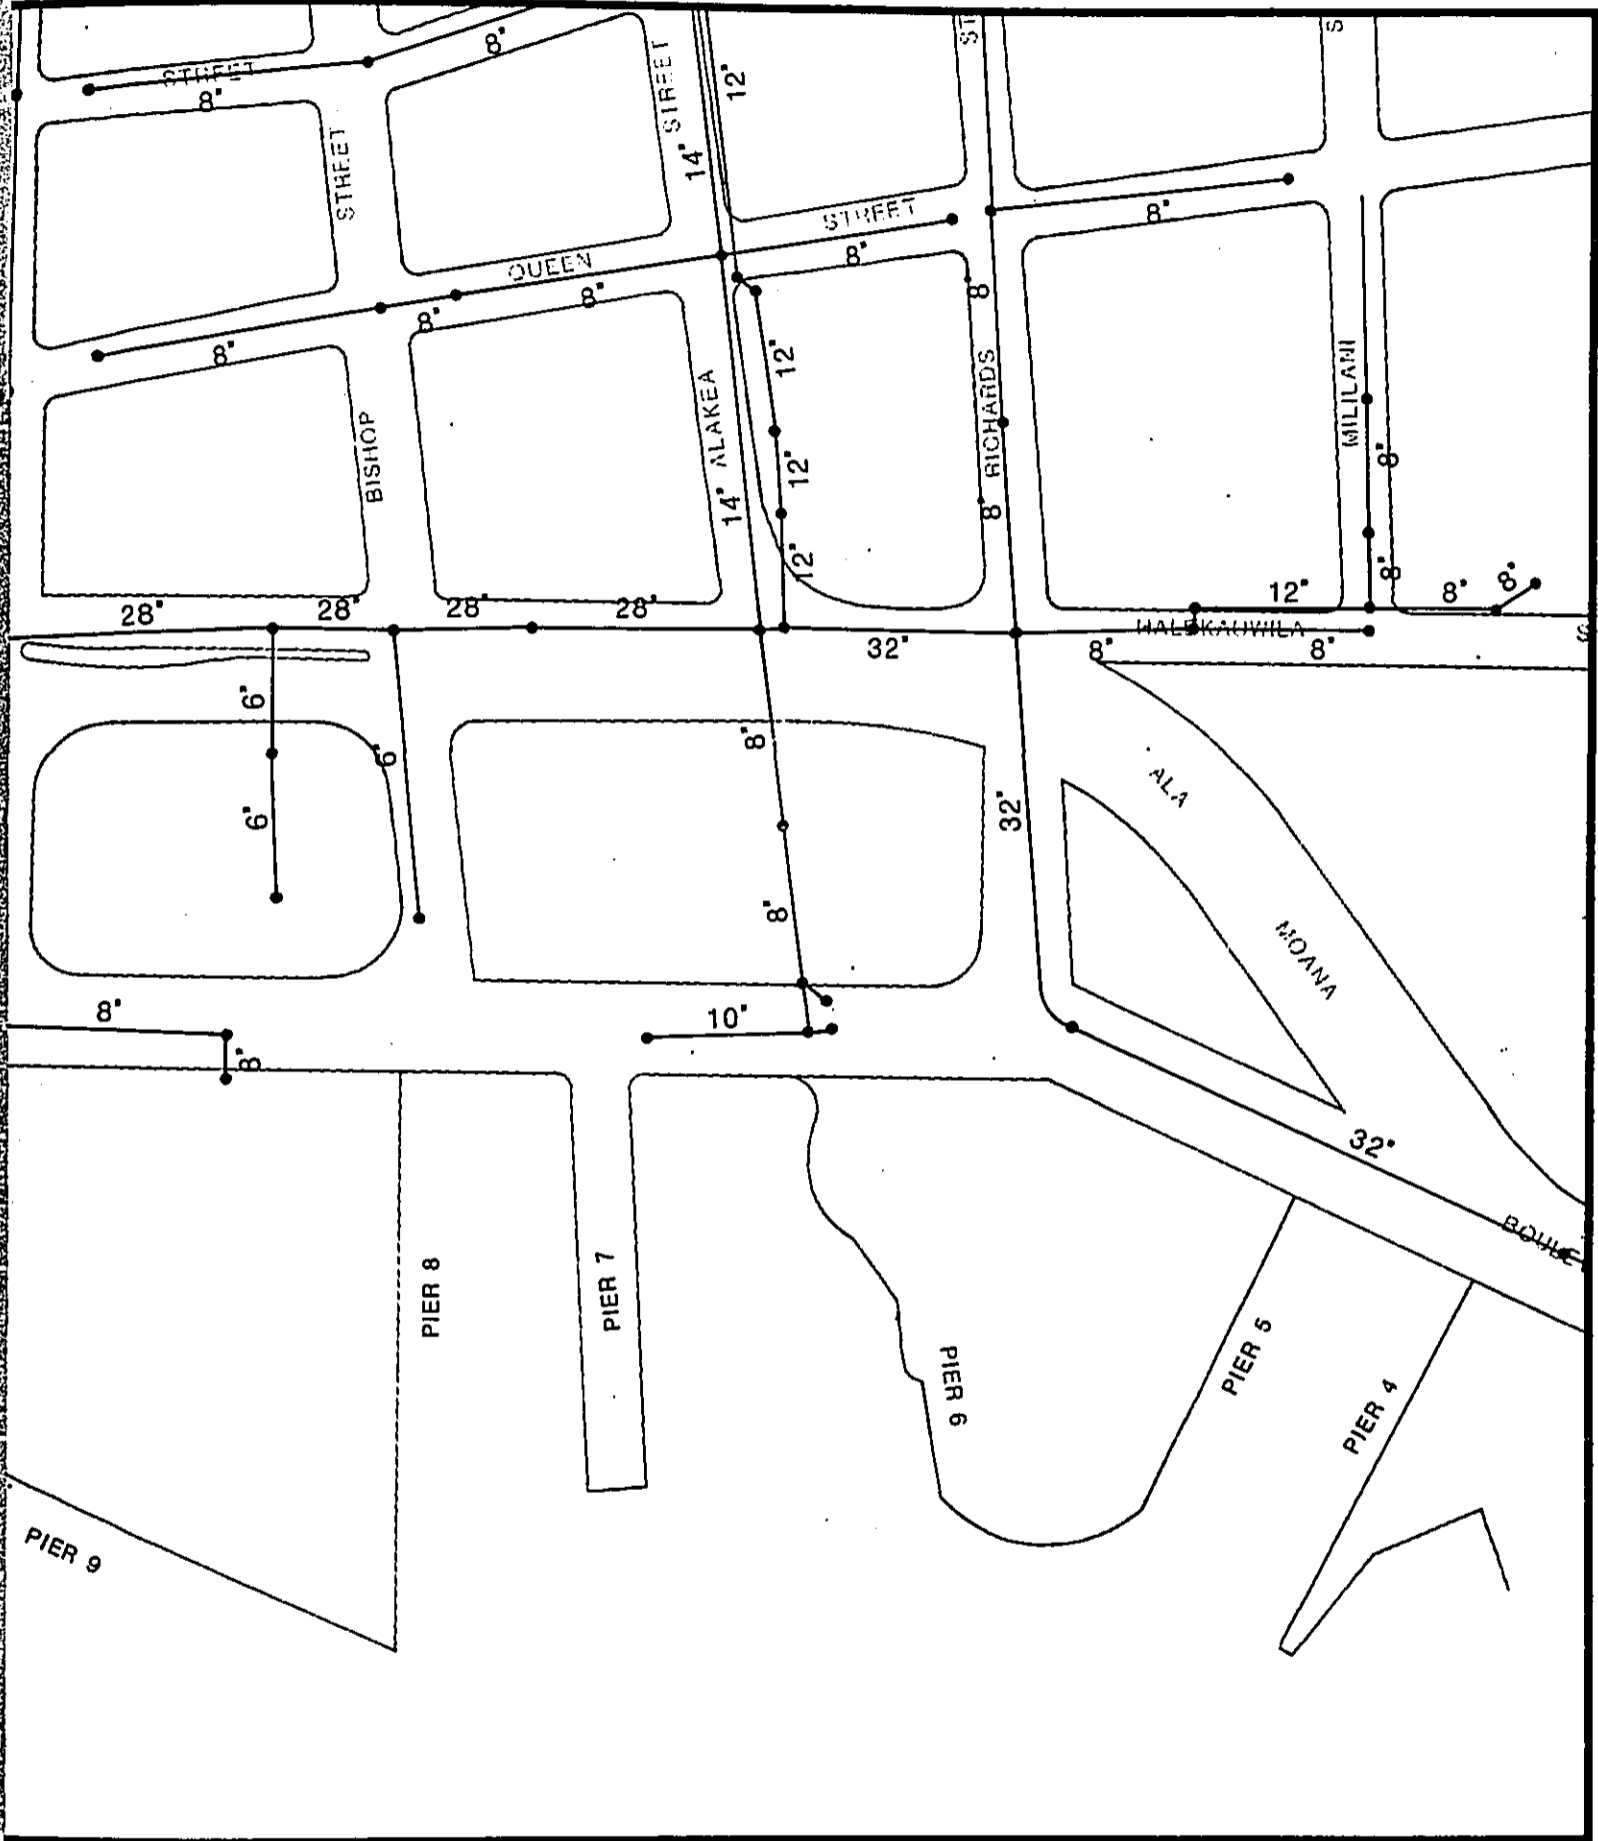 8"
STREET
8"
STREET
STREET
14"
12"
ST
S
STREET
8"
8"
QUEEN
8"
8"
8"
8
RICHARDS
8
12"
12"
12"
ALAKEA
14"
BISHOP
MILILANI
8"
8"
28"
28"
28"
28"
32"
12"
8"
8"
HALEKAUWILA
8"
8"
S
6"
6"
6"
8"
8"
32"
ALA
MOANA
8"
8"
10"
32"
BOULE
PIER 8
PIER 7
PIER 6
PIER 5
PIER 4
PIER 9